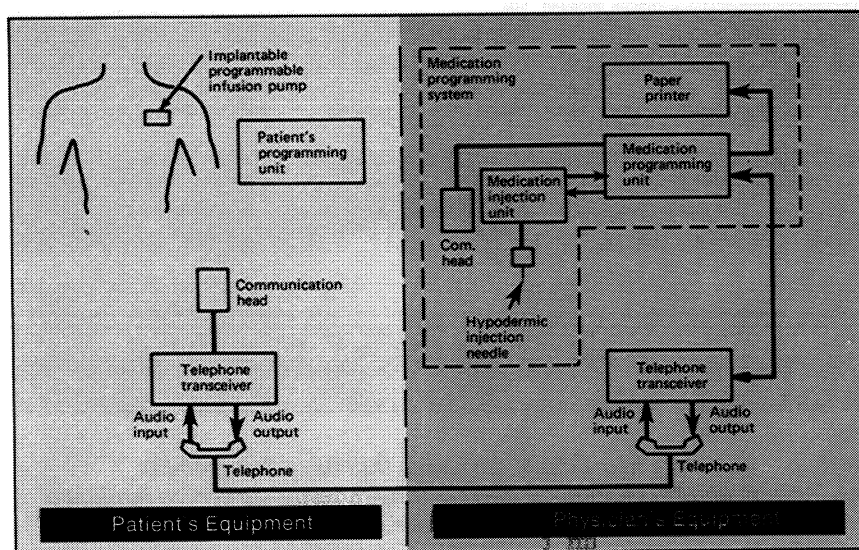 Implantable
programmable
infusion pump
Patient's
programming
unit
Communication
head
Telephone
transceiver
Audio
input
Audio
output
Telephone
Patient s Equipment
Medication
programming
system
Paper
printer
Medication
programming
unit
Medication
injection
unit
Com.
head
Hypodermic
injection
needle
Telephone
transceiver
Audio
input
Audio
output
Telephone
Physician's Equipment